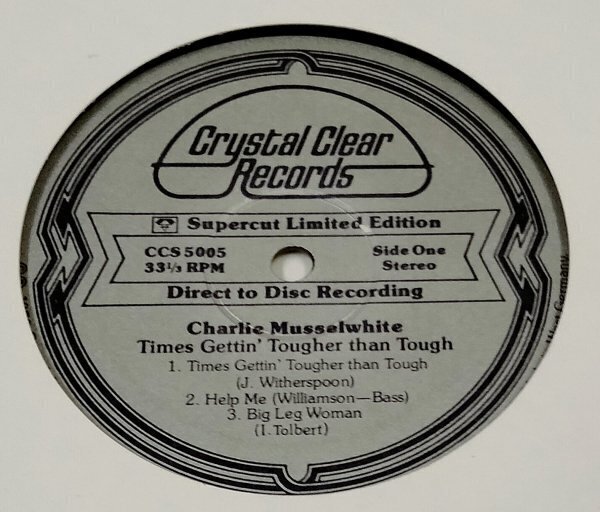 Crystal Clear
Records
Supercut Limited Edition
CCS 5005
33⅓ RPM
Side One
Stereo
Direct to Disc Recording
Charlie Musselwhite
Times Gettin' Tougher than Tough
1. Times Gettin' Tougher than Tough
(J. Witherspoon)
2. Help Me (Williamson—Bass)
3. Big Leg Woman
(I. Tolbert)
West Germany